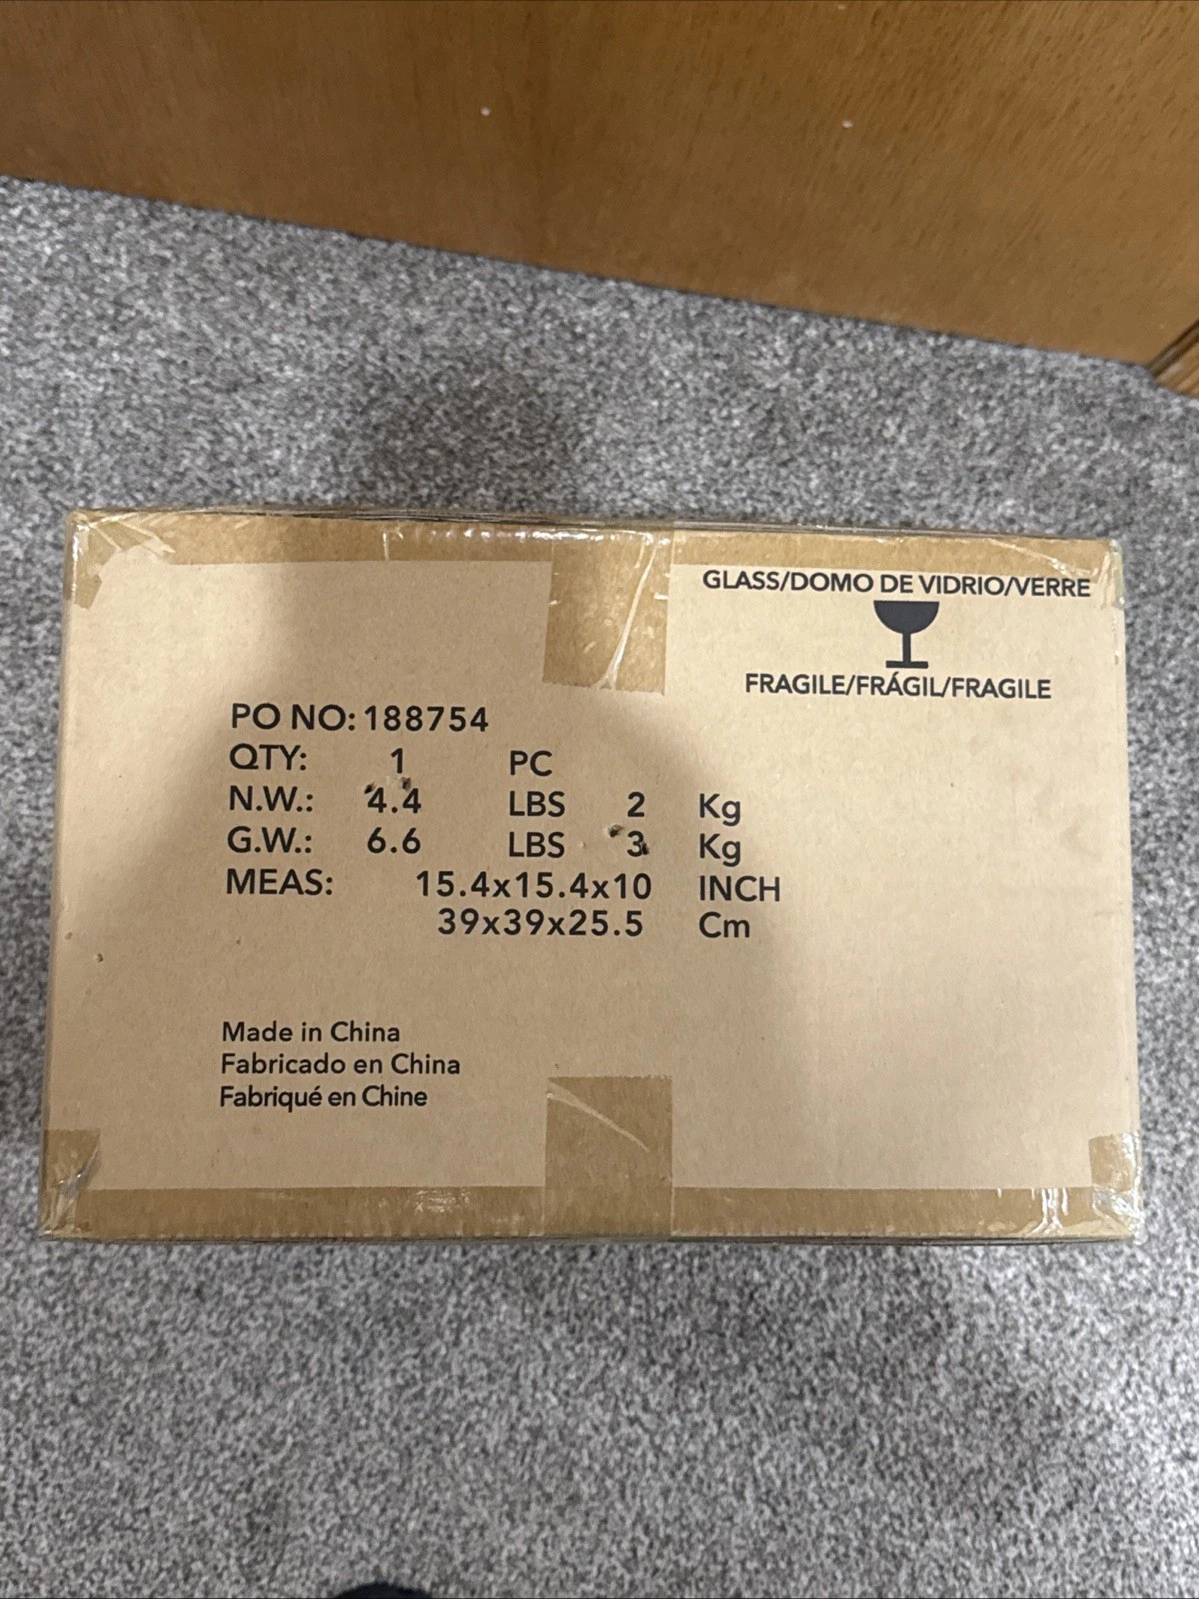 GLASS/DOMO DE VIDRIO/VERRE
FRAGILE/FRÁGIL/FRAGILE
PO NO: 188754
QTY: 1 PC
N.W.: 4.4 LBS 2 Kg
G.W.: 6.6 LBS 3 Kg
MEAS: 15.4x15.4x10 INCH
39x39x25.5 Cm
Made in China
Fabricado en China
Fabriqué en Chine